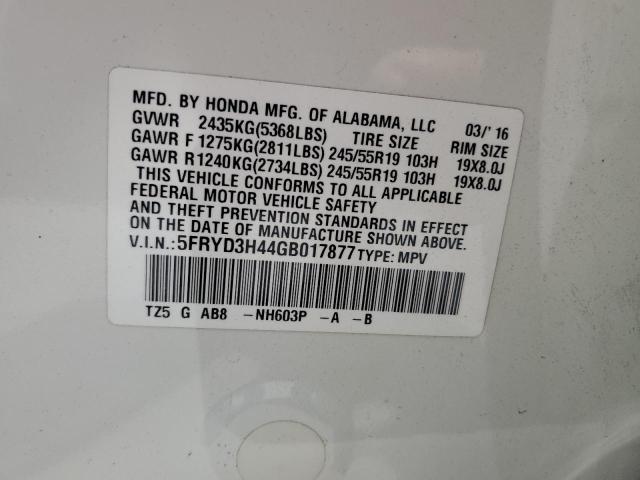 MFD. BY HONDA MFG. OF ALABAMA, LLC 03/'16
GVWR 2435KG(5368LBS) TIRE SIZE RIM SIZE
GAWR F 1275KG(2811LBS) 245/55R19 103H 19X8.0J
GAWR R1240KG(2734LBS) 245/55R19 103H 19X8.0J
THIS VEHICLE CONFORMS TO ALL APPLICABLE
FEDERAL MOTOR VEHICLE SAFETY
AND THEFT PREVENTION STANDARDS IN EFFECT
ON THE DATE OF MANUFACTURE SHOWN ABOVE.
V.I.N.:5FRYD3H44GB017877 TYPE: MPV
TZ5 G AB8 -NH603P -A -B